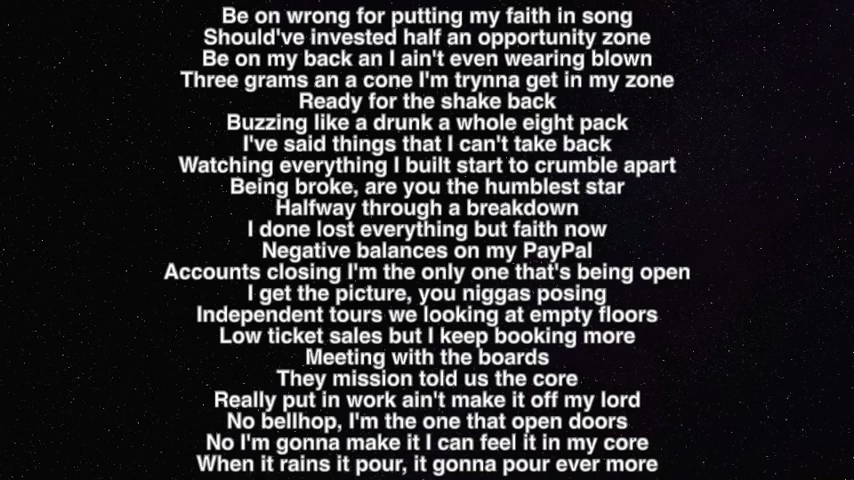 Be on wrong for putting my faith in song
Should've invested half an opportunity zone
Be on my back an I ain't even wearing blown
Three grams an a cone I'm trynna get in my zone
Ready for the shake back
Buzzing like a drunk a whole eight pack
I've said things that I can't take back
Watching everything I built start to crumble apart
Being broke, are you the humblest star
Halfway through a breakdown
I done lost everything but faith now
Negative balances on my PayPal
Accounts closing I'm the only one that's being open
I get the picture, you niggas posing
Independent tours we looking at empty floors
Low ticket sales but I keep booking more
Meeting with the boards
They mission told us the core
Really put in work ain't make it off my lord
No bellhop, I'm the one that open doors
No I'm gonna make it I can feel it in my core
When it rains it pour, it gonna pour ever more